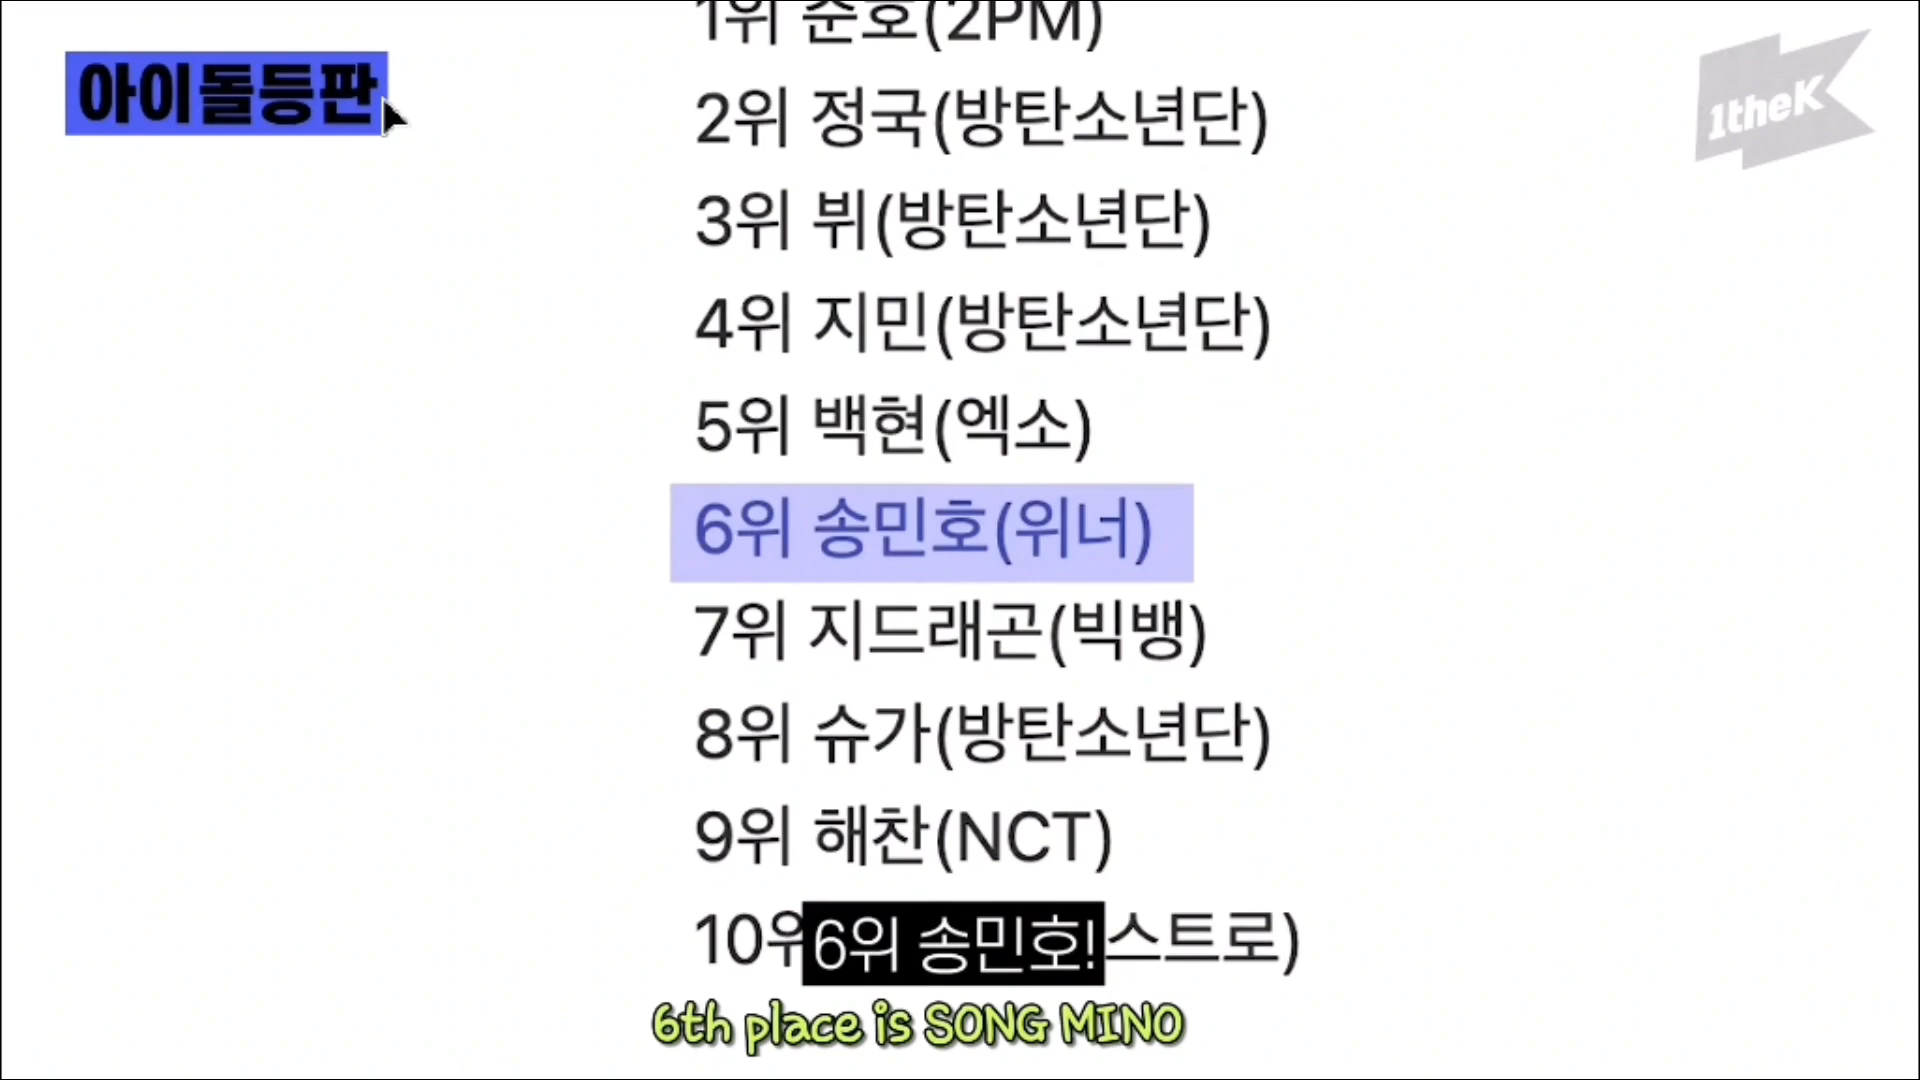 1위 준호(2PM)
아이돌등판
1theK
2위 정국(방탄소년단)
3위 뷔(방탄소년단)
4위 지민(방탄소년단)
5위 백현(엑소)
6위 송민호(위너)
7위 지드래곤(빅뱅)
8위 슈가(방탄소년단)
9위 해찬(NCT)
10위 스트로)
6위 송민호!
6th place is SONG MINO